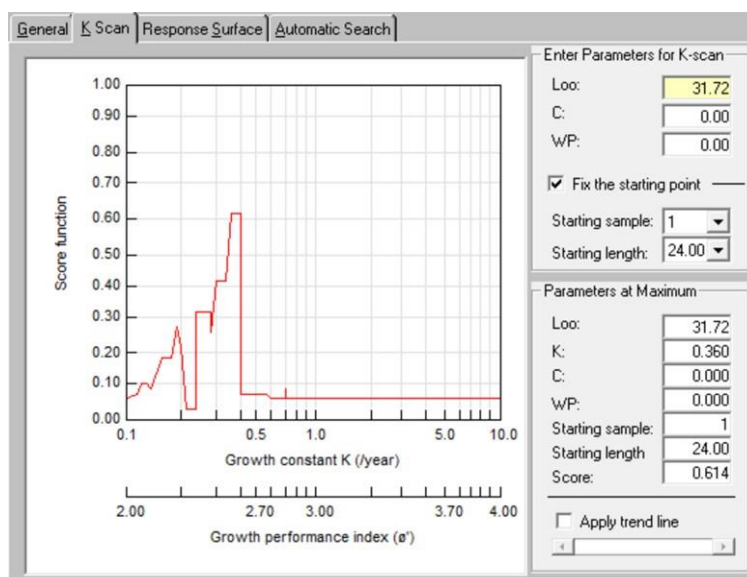 General K Scan Response Surface Automatic Search
1.00
0.90
0.80
0.70
0.60
0.50
0.40
0.30
0.20
0.10
0.00
Score function
0.1 0.5 1.0 5.0 10.0
Growth constant K (/year)
2.00 2.70 3.00 3.70 4.00
Growth performance index (ø')
Enter Parameters for K-scan
Loo: 31.72
C: 0.00
WP: 0.00
Fix the starting point
Starting sample: 1
Starting length: 24.00
Parameters at Maximum
Loo: 31.72
K: 0.360
C: 0.000
WP: 0.000
Starting sample: 1
Starting length 24.00
Score: 0.614
Apply trend line